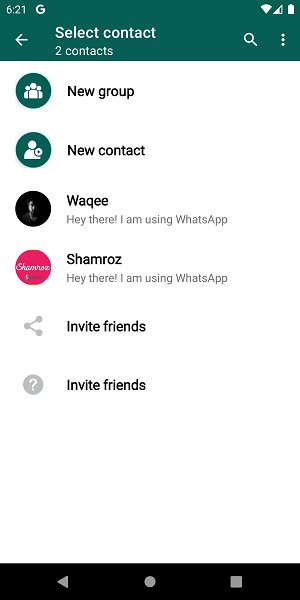 6:21 G
Select contact
2 contacts
New group
New contact
Waqee
Hey there! I am using WhatsApp
Shamroz
Shamroz
Hey there! I am using WhatsApp
Invite friends
? Invite friends